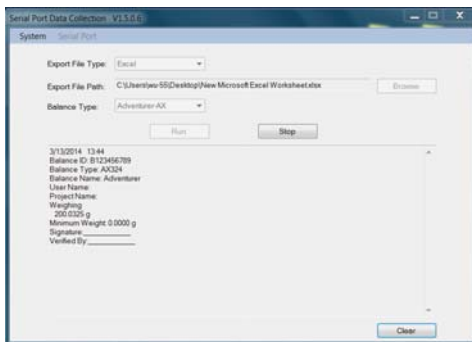 Serial Port Data Collection V1.5.0.6
System Serial Port
Export File Type: Excel
Export File Path: C:\Users\wu-55\Desktop\New Microsoft Excel Worksheet.xlsx Browse
Balance Type: Adventurer-AX
Run Stop
3/13/2014 13:44
Balance ID: B123456789
Balance Type: AX324
Balance Name: Adventurer
User Name:
Project Name:
Weighing
200.0325 g
Minimum Weight: 0.0000 g
Signature:____________
Verified By:____________
Clear